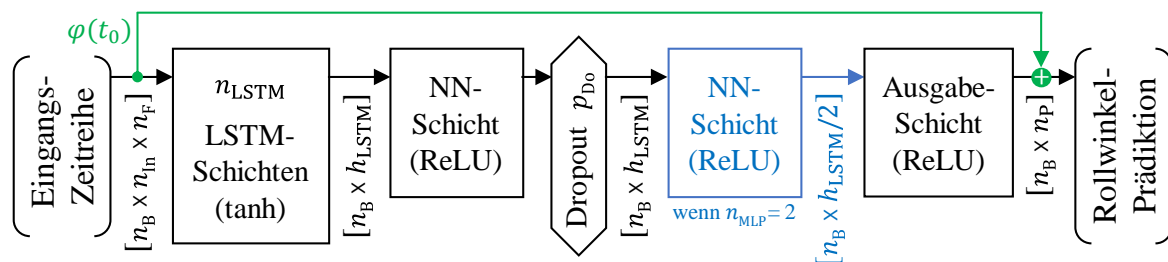 φ(t₀)
Eingangs-
Zeitreihe
[n_B x n_In x n_F]
n_LSTM
LSTM-
Schichten
(tanh)
[n_B x h_LSTM]
NN-
Schicht
(ReLU)
Dropout p_Do
[n_B x h_LSTM]
NN-
Schicht
(ReLU)
wenn n_MLP = 2
[n_B x h_LSTM/2]
Ausgabe-
Schicht
(ReLU)
[n_B x n_P]
+
Rollwinkel-
Prädiktion